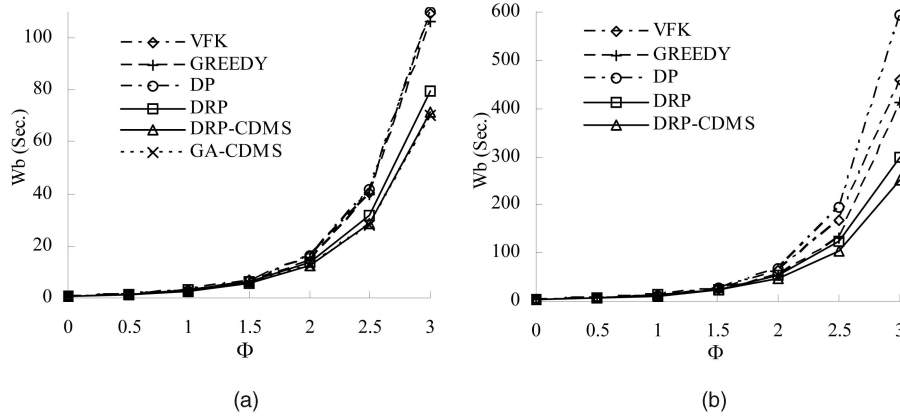 VFK
GREEDY
DP
DRP
DRP-CDMS
GA-CDMS
Wb (Sec.)
100
80
60
40
20
0
0 0.5 1 1.5 2 2.5 3
Φ
(a)
VFK
GREEDY
DP
DRP
DRP-CDMS
Wb (Sec.)
600
500
400
300
200
100
0
0 0.5 1 1.5 2 2.5 3
Φ
(b)